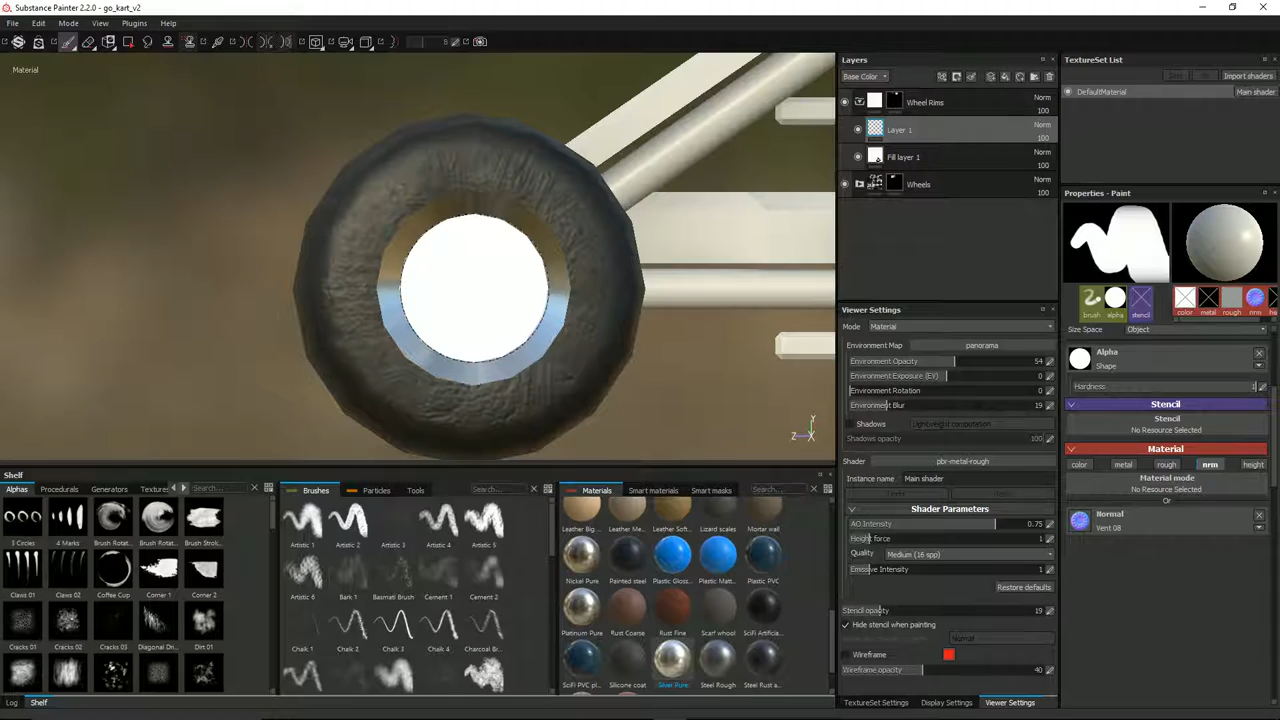 Substance Painter 2.2.0 - go_kart_v2
File Edit Mode View Plugins Help
Material
Layers
Base Color
Wheel Rims Norm 100
Layer 1 Norm 100
Fill layer 1 Norm 100
Wheels Norm 100
TextureSet List
Import shaders
DefaultMaterial Main shader
Properties - Paint
brush alpha stencil color metal rough nrm he
Size Space Object
Alpha
Shape
Hardness 1
Stencil
Stencil
No Resource Selected
Material
color metal rough nrm height
Material mode
No Resource Selected
Or
Normal
Vent 08
Viewer Settings
Mode Material
Environment Map panorama
Environment Opacity 54
Environment Exposure (EV) 0
Environment Rotation 0
Environment Blur 19
Shadows Lightweight computation
Shadows opacity 100
Shader pbr-metal-rough
Instance name Main shader
Shader Parameters
AO Intensity 0.75
Height force 1
Quality Medium (16 spp)
Emissive Intensity 1
Restore defaults
Stencil opacity 19
Hide stencil when painting
Normal
Wireframe
Wireframe opacity 40
TextureSet Settings Display Settings Viewer Settings
Y
Z X
Shelf
Alphas Procedurals Generators Textures Search...
3 Circles 4 Marks Brush Rotat... Brush Rotat... Brush Strok...
Claws 01 Claws 02 Coffee Cup Corner 1 Corner 2
Cracks 01 Cracks 02 Cracks 03 Diagonal Dr... Dirt 01
Brushes Particles Tools Search...
Artistic 1 Artistic 2 Artistic 3 Artistic 4 Artistic 5
Artistic 6 Bark 1 Basmati Brush Cement 1 Cement 2
Chalk 1 Chalk 2 Chalk 3 Chalk 4 Charcoal Br...
Materials Smart materials Smart masks Search...
Leather Big ... Leather Me... Leather Soft... Lizard scales Mortar wall
Nickel Pure Painted steel Plastic Gloss... Plastic Matt... Plastic PVC
Platinum Pure Rust Coarse Rust Fine Scarf whool SciFi Artificia...
SciFi PVC pl... Silicone coat Silver Pure Steel Rough Steel Rust a...
Log Shelf